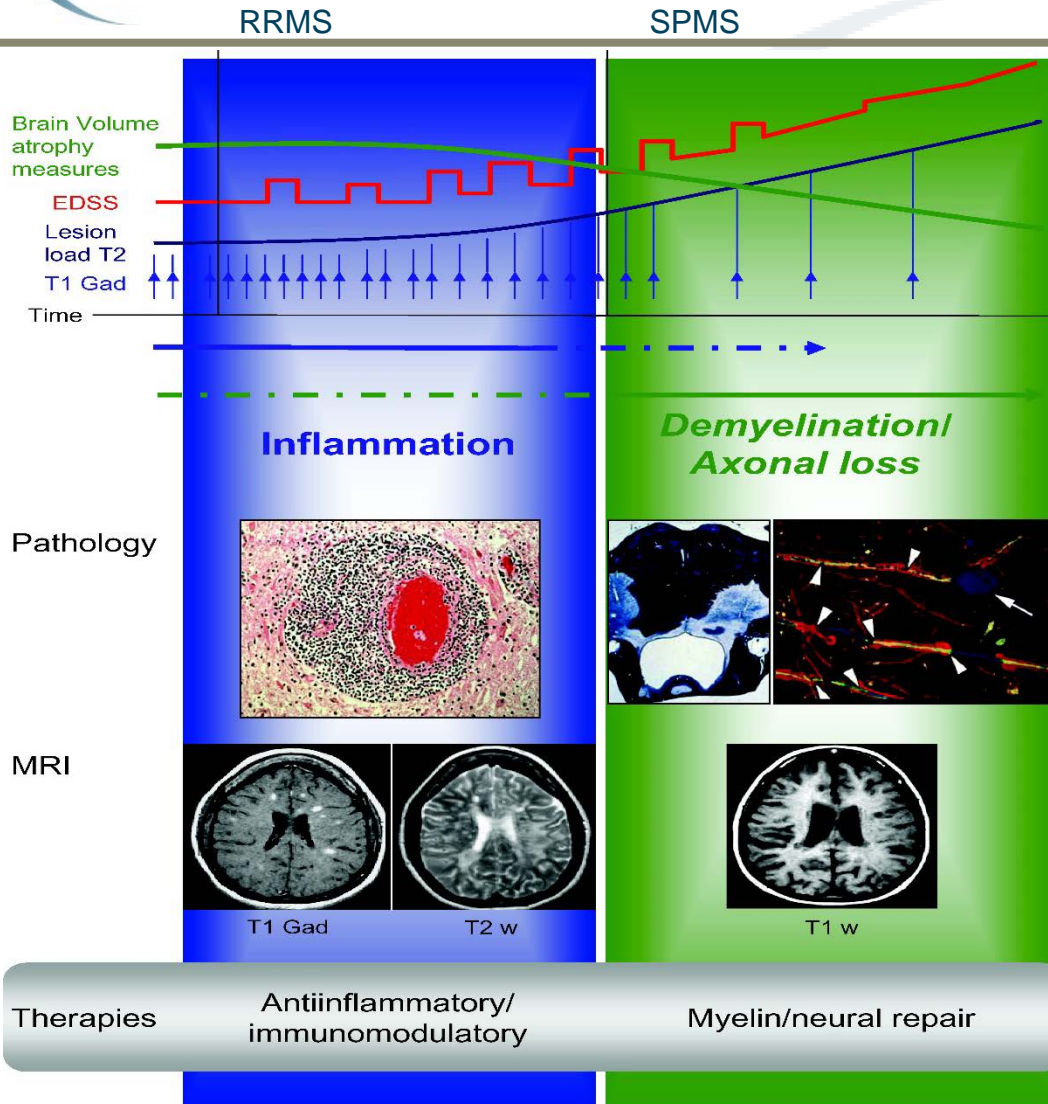 RRMS SPMS
Brain Volume
atrophy
measures
EDSS
Lesion
load T2
T1 Gad
Time
Inflammation
Demyelination/
Axonal loss
Pathology
MRI
T1 Gad T2 w T1 w
Therapies
Antiinflammatory/
immunomodulatory
Myelin/neural repair